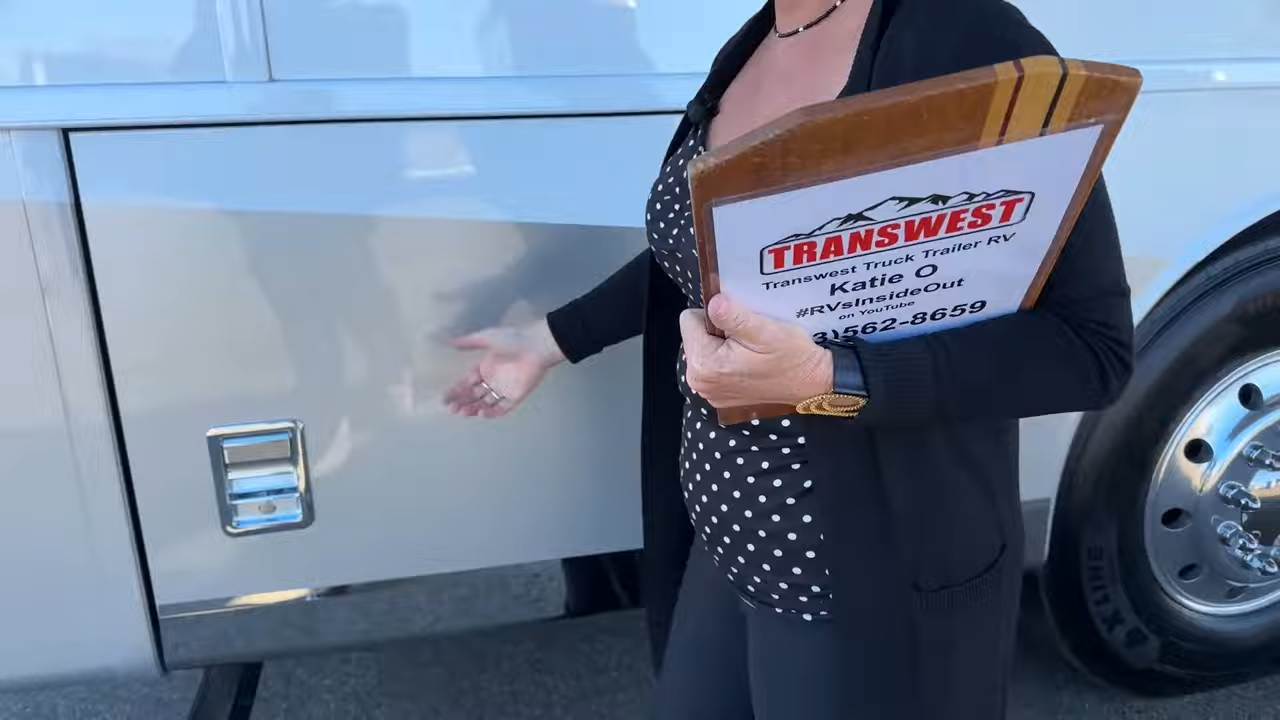 TRANSWEST
Transwest Truck Trailer RV
Katie O
#RVsInsideOut
on YouTube
3)562-8659